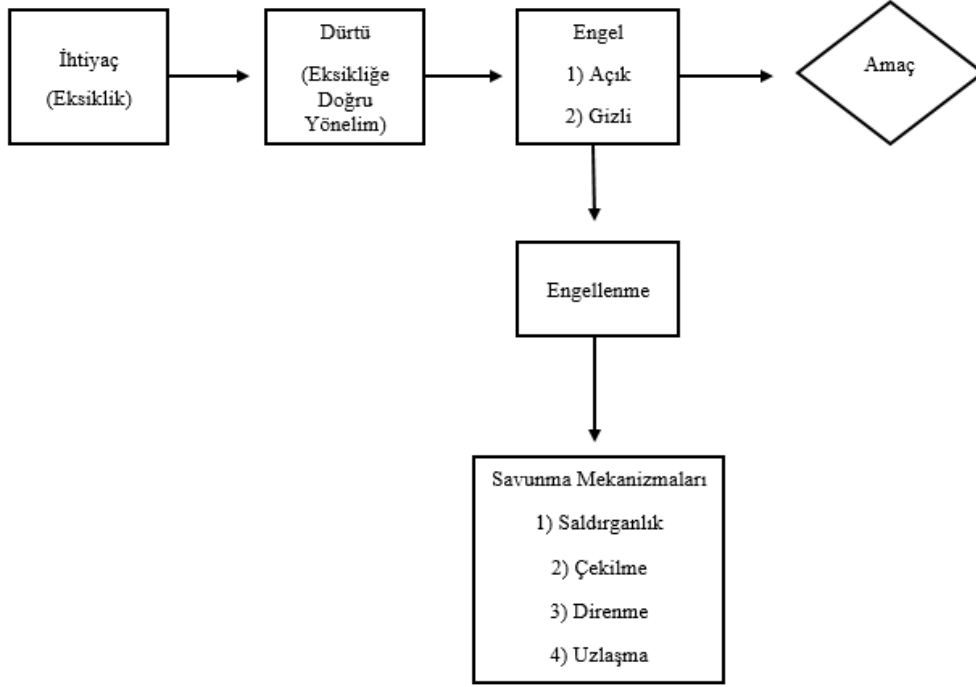 İhtiyaç
(Eksiklik)
Dürtü
(Eksikliğe
Doğru
Yönelim)
Engel
1) Açık
2) Gizli
Amaç
Engellenme
Savunma Mekanizmaları
1) Saldırganlık
2) Çekilme
3) Direnme
4) Uzlaşma